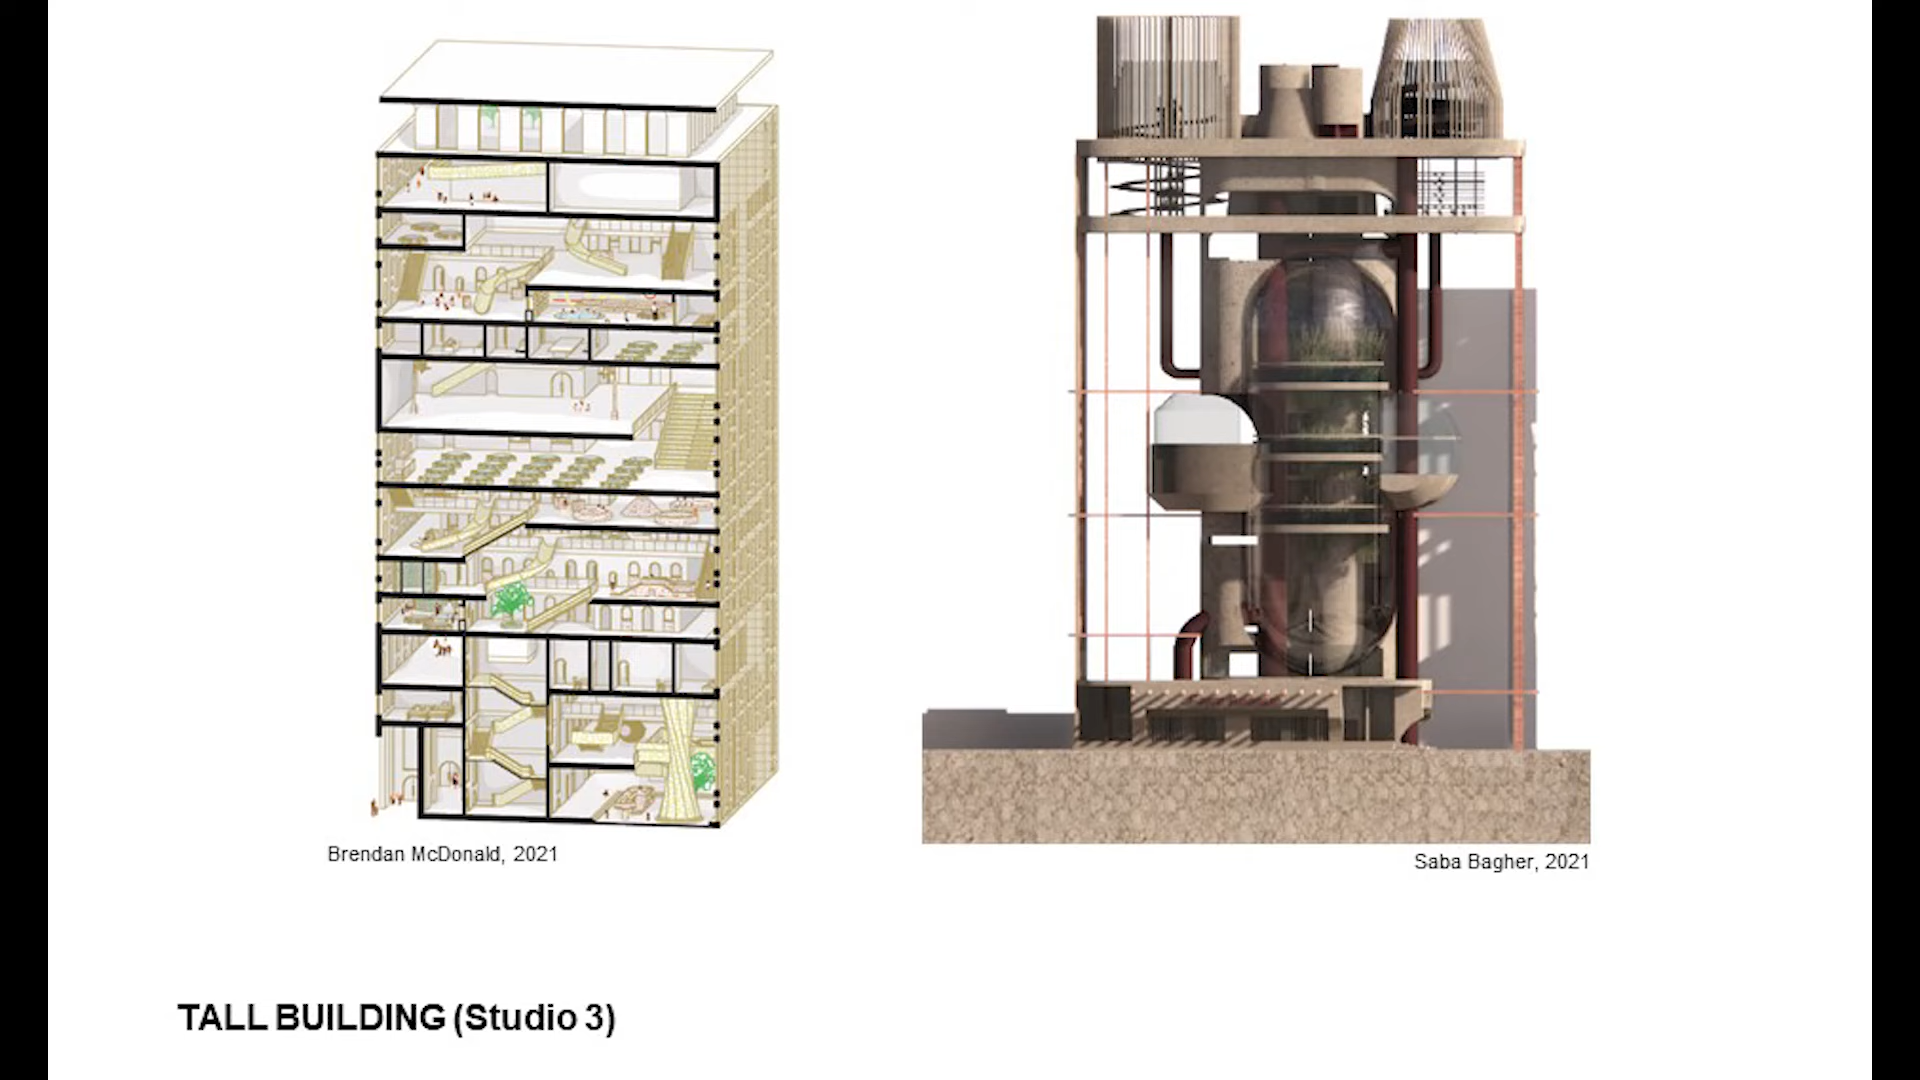 Brendan McDonald, 2021
Saba Bagher, 2021
TALL BUILDING (Studio 3)